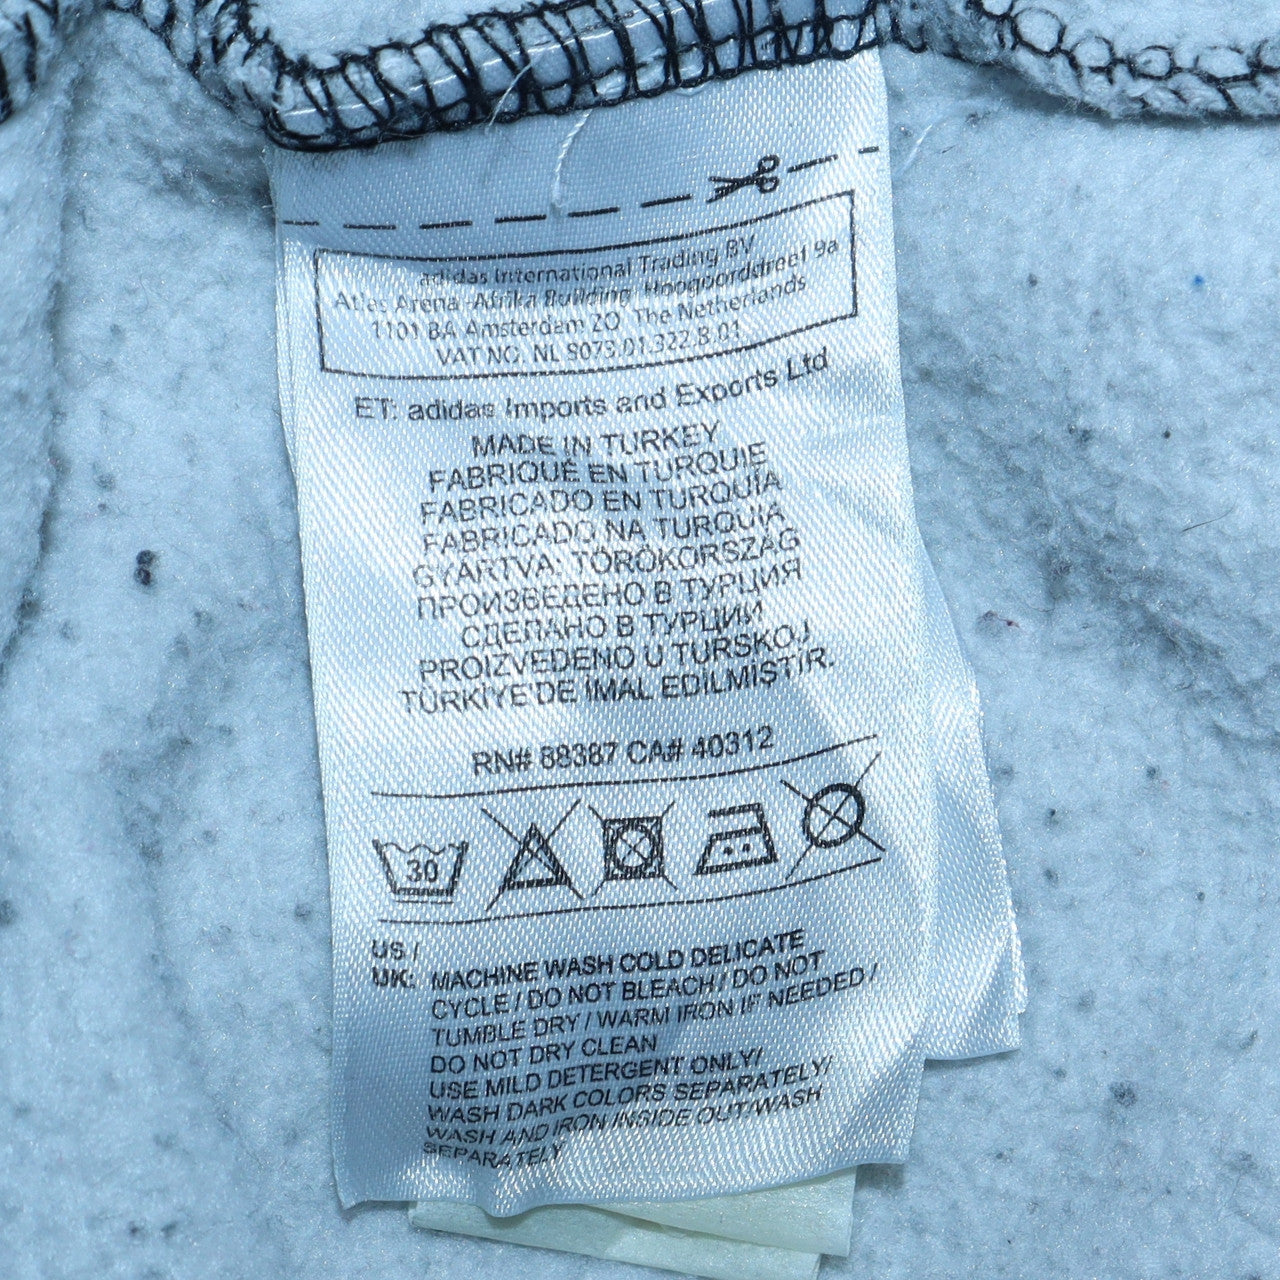 adidas International Trading BV
Atlas Arena -Afrika Building, Hoogoorddreef 9a
1101 BA Amsterdam ZO, The Netherlands
VAT NO. NL 8073.01.322.B.01
ET: adidas Imports and Exports Ltd
MADE IN TURKEY
FABRIQUÉ EN TURQUIE
FABRICADO EN TURQUÍA
FABRICADO NA TURQUIA
GYÁRTVA: TÖRÖKORSZÁG
ПРОИЗВЕДЕНО В ТУРЦИЯ
СДЕЛАНО В ТУРЦИИ
PROIZVEDENO U TURSKOJ
TÜRKİYE'DE İMAL EDİLMİŞTİR.
RN# 88387 CA# 40312
30
US /
UK: MACHINE WASH COLD DELICATE
CYCLE / DO NOT BLEACH / DO NOT
TUMBLE DRY / WARM IRON IF NEEDED /
DO NOT DRY CLEAN
USE MILD DETERGENT ONLY/
WASH DARK COLORS SEPARATELY/
WASH AND IRON INSIDE OUT/WASH
SEPARATELY